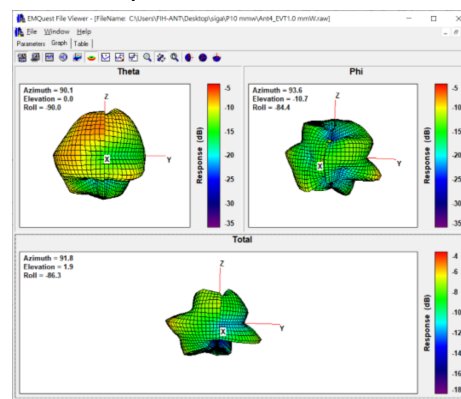 EMQuest File Viewer - [FileName: C:\Users\FIH-ANT\Desktop\siga\P10 mmw\Ant4_EVT1.0 mmW.raw]
File Window Help
Parameters Graph Table
Theta
Azimuth = 90.1
Elevation = 0.0
Roll = -90.0
Z
Y
X
Response (dB)
-5
-10
-15
-20
-25
-30
-35
Phi
Azimuth = 93.6
Elevation = -10.7
Roll = -84.4
Z
Y
X
Response (dB)
-5
-10
-15
-20
-25
-30
-35
Total
Azimuth = 91.8
Elevation = 1.9
Roll = -86.3
Z
Y
X
Response (dB)
-4
-6
-8
-10
-12
-14
-16
-18